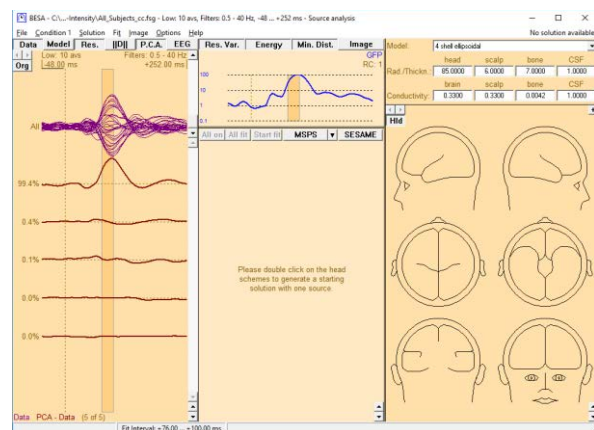 BESA - C:\...-Intensity\All_Subjects_cc.fsg - Low: 10 avs, Filters: 0.5 - 40 Hz, -48 ... +252 ms - Source analysis
File Condition 1 Solution Fit Image Options Help
No solution available
Data Model Res. ||D|| P.C.A. EEG
Org
Low: 10 avs Filters: 0.5 - 40 Hz
-48.00 ms +252.00 ms
All
99.4%
0.4%
0.1%
0.0%
0.0%
Data PCA - Data (5 of 5)
Res. Var. Energy Min. Dist. Image
GFP
RC: 1
100
10
1
0.1
All on All fit Start fit MSPS SESAME
Please double click on the head
schemes to generate a starting
solution with one source.
Model: 4 shell ellipsoidal
head scalp bone CSF
Rad./Thickn.: 85.0000 6.0000 7.0000 1.0000
brain scalp bone CSF
Conductivity: 0.3300 0.3300 0.0042 1.0000
Hld
Fit Interval: +76.00 ... +100.00 ms